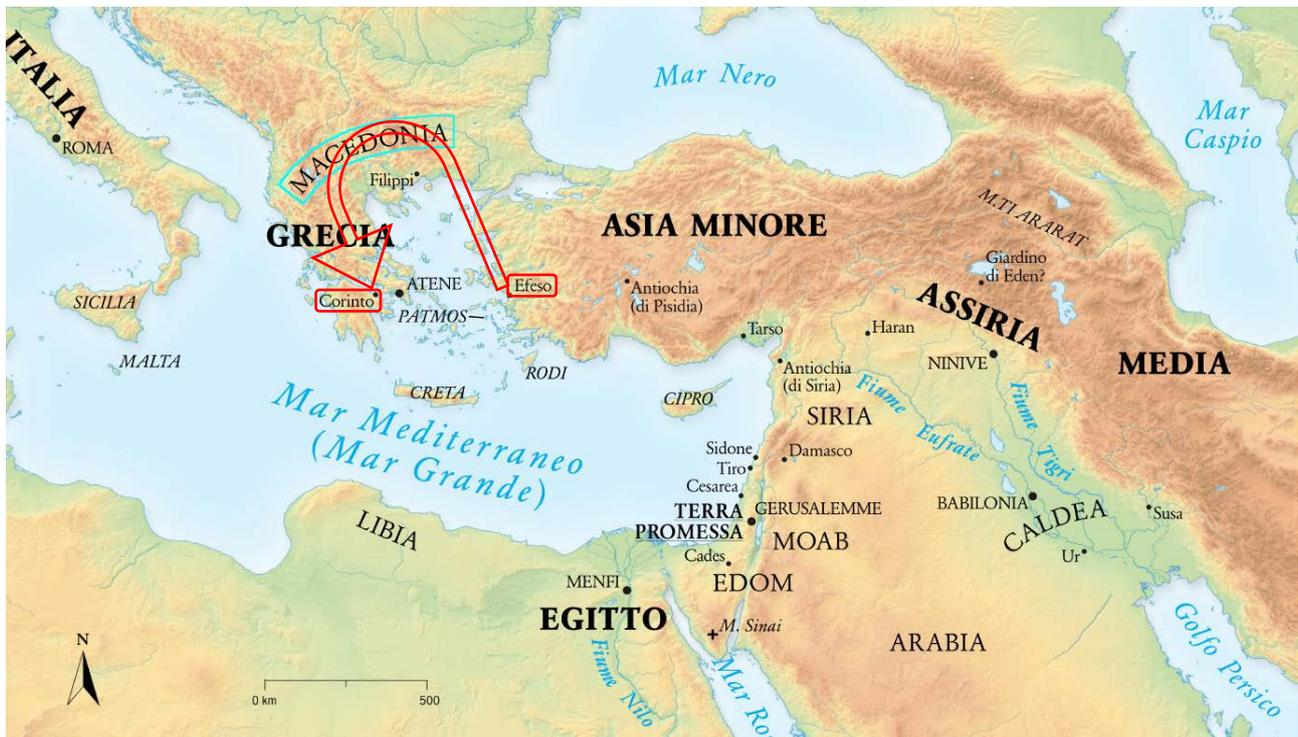 Mar Nero
Mar
Caspio
ITALIA
ROMA
MACEDONIA
Filippi
GRECIA
ASIA MINORE
M.TI ARARAT
Giardino
di Eden?
ATENE
Corinto
PATMOS
Efeso
Antiochia
(di Pisidia)
ASSIRIA
SICILIA
MALTA
CRETA
RODI
Tarso
Haran
NINIVE
MEDIA
CIPRO
Antiochia
(di Siria)
SIRIA
Fiume
Eufrate
Fiume
Tigri
Mar Mediterraneo
(Mar Grande)
Sidone
Damasco
Tiro
Cesarea
TERRA
PROMESSA
GERUSALEMME
MOAB
BABILONIA
CALDEA
Susa
Ur
LIBIA
Cades
EDOM
MENFI
EGITTO
M. Sinai
ARABIA
Fiume Nilo
Mar Ro
Golfo Persico
N
0 km 500